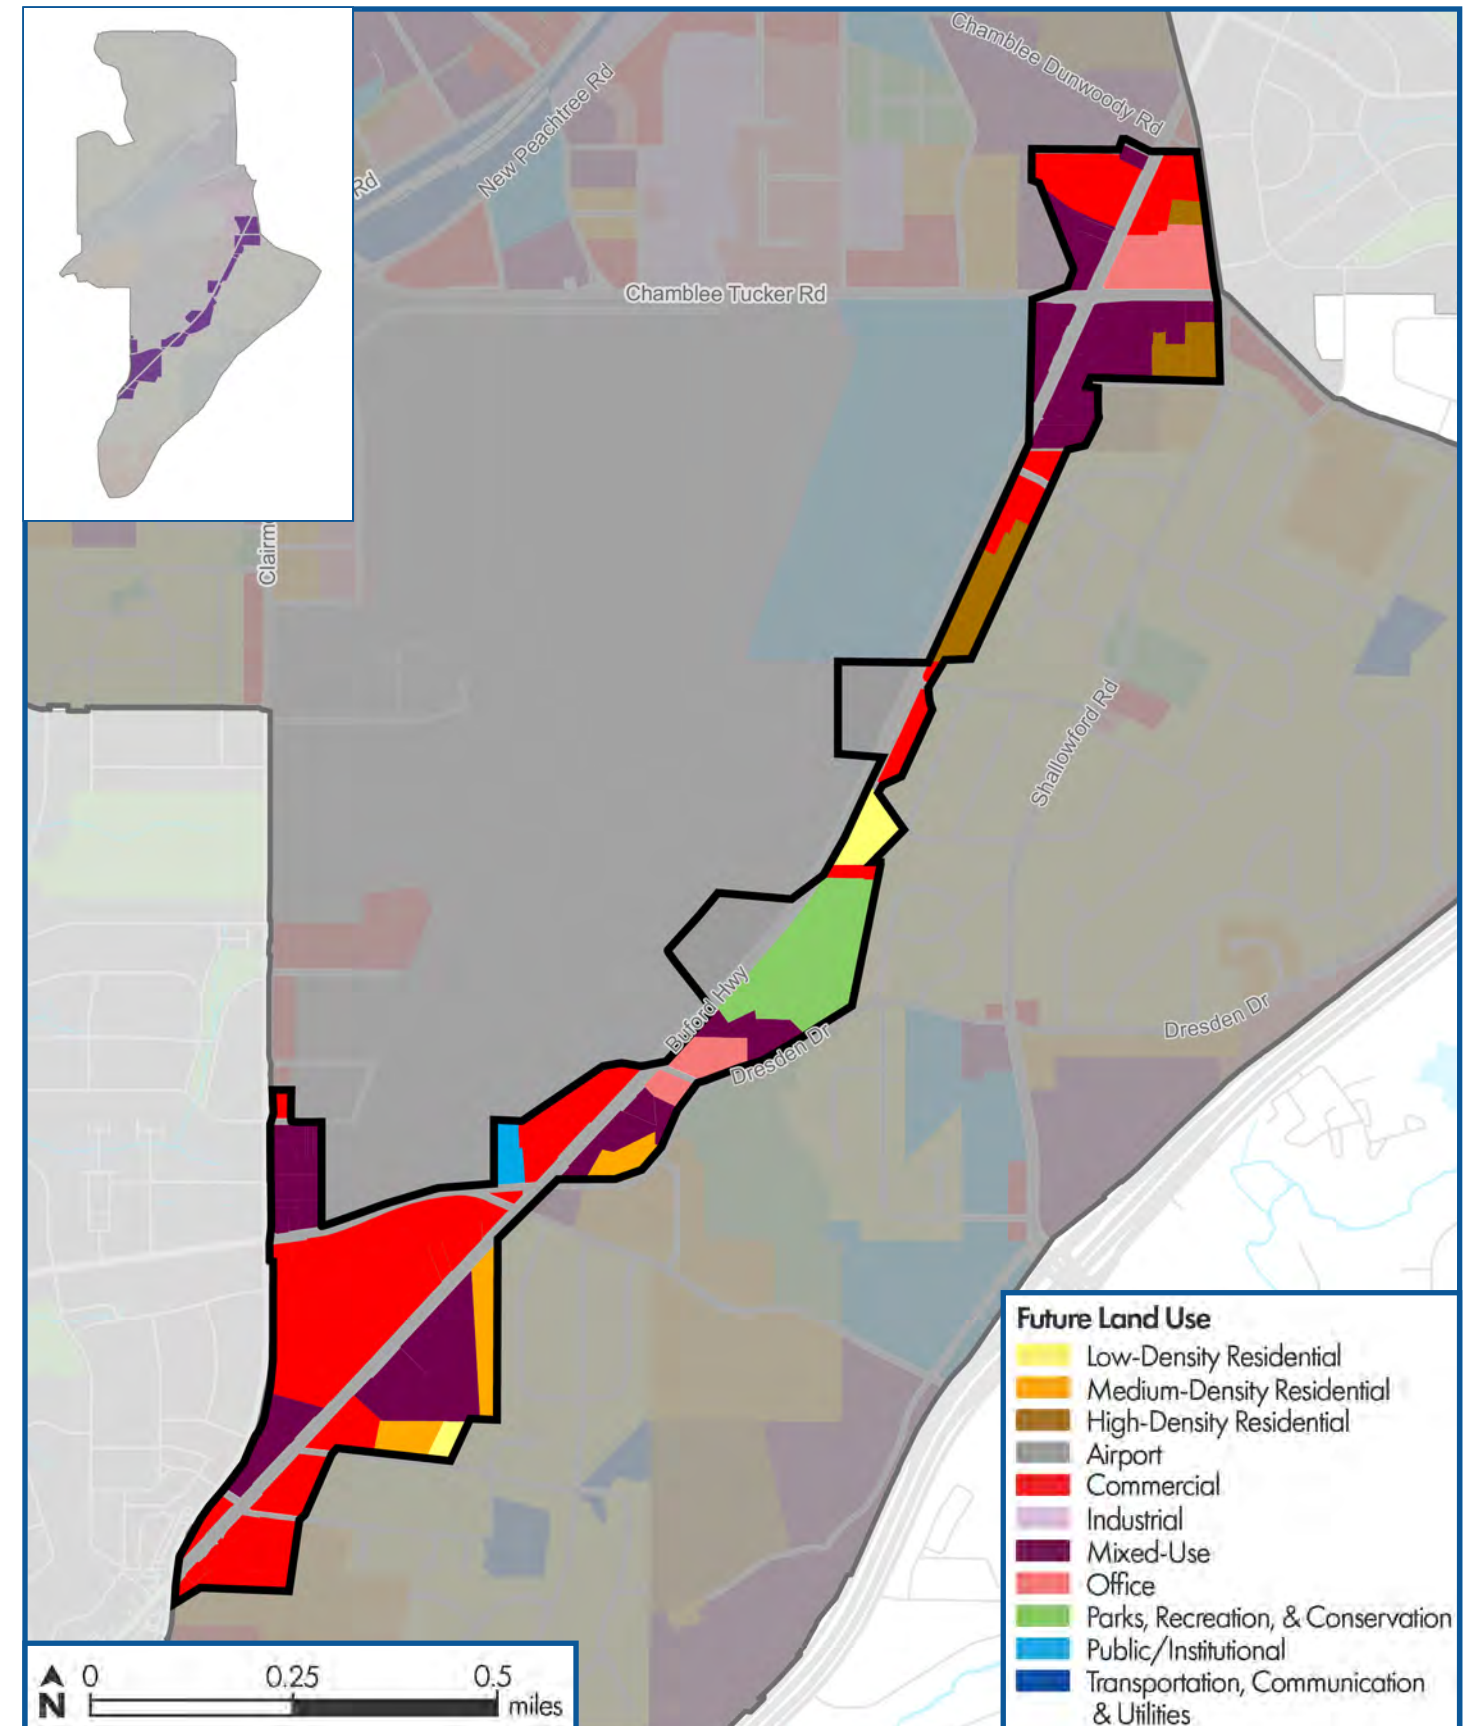 Chamblee Dunwoody Rd
New Peachtree Rd
Rd
Chamblee Tucker Rd
Clairm
Shallowford Rd
Buford Hwy
Dresden Dr
Dresden Dr
Future Land Use
Low-Density Residential
Medium-Density Residential
High-Density Residential
Airport
Commercial
Industrial
Mixed-Use
Office
Parks, Recreation, & Conservation
Public/Institutional
Transportation, Communication
& Utilities
N
0 0.25 0.5
miles